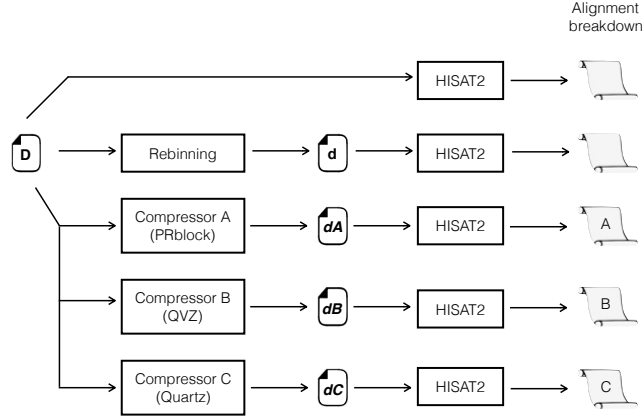 Alignment
breakdown
HISAT2
D
Rebinning
d
HISAT2
Compressor A
(PRblock)
dA
HISAT2
A
Compressor B
(QVZ)
dB
HISAT2
B
Compressor C
(Quartz)
dC
HISAT2
C